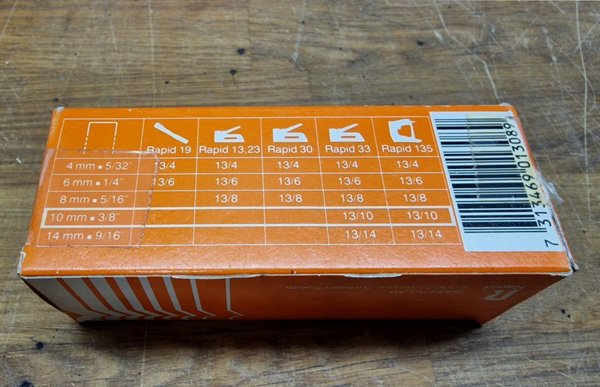 Rapid 19 Rapid 13.23 Rapid 30 Rapid 33 Rapid 135
4 mm ▪ 5/32" 13/4 13/4 13/4 13/4 13/4
6 mm ▪ 1/4" 13/6 13/6 13/6 13/6 13/6
8 mm ▪ 5/16" 13/8 13/8 13/8 13/8
10 mm ▪ 3/8" 13/10 13/10
14 mm ▪ 9/16" 13/14 13/14
7 313469 013089
Rapid